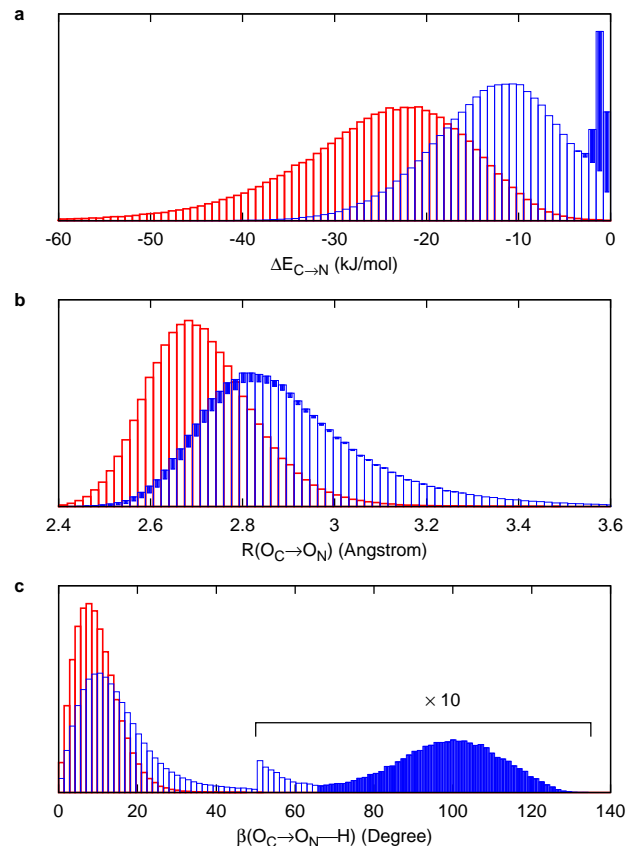 a
-60 -50 -40 -30 -20 -10 0
ΔE_C→N (kJ/mol)
b
2.4 2.6 2.8 3 3.2 3.4 3.6
R(O_C→O_N) (Angstrom)
c
× 10
0 20 40 60 80 100 120 140
β(O_C→O_N—H) (Degree)